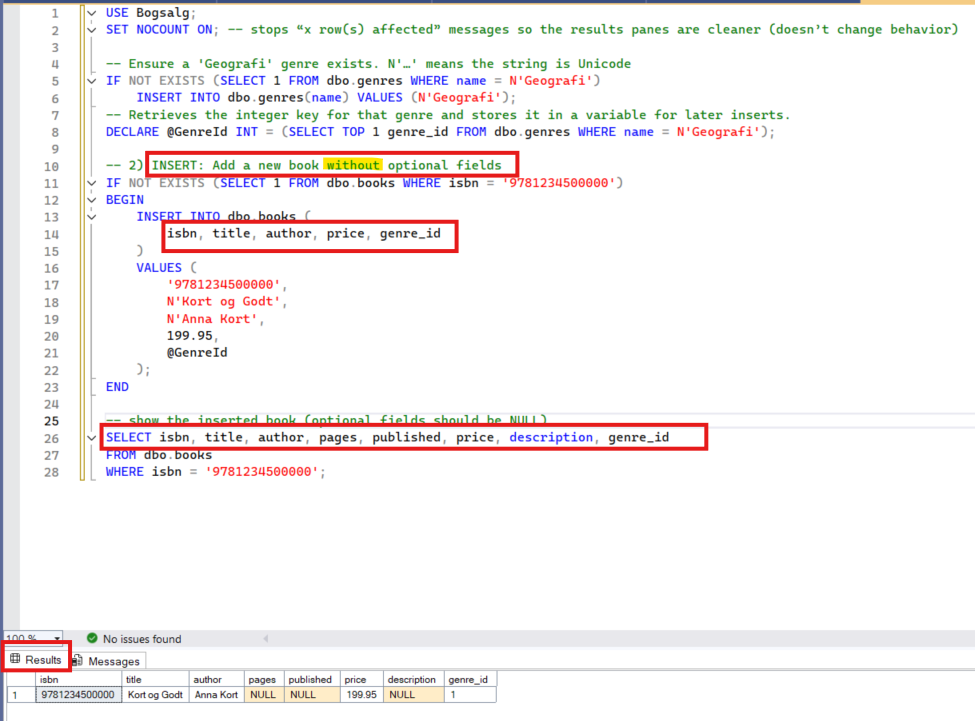 1 USE Bogsalg;
2 SET NOCOUNT ON; -- stops “x row(s) affected” messages so the results panes are cleaner (doesn’t change behavior)
3
4 -- Ensure a 'Geografi' genre exists. N'…' means the string is Unicode
5 IF NOT EXISTS (SELECT 1 FROM dbo.genres WHERE name = N'Geografi')
6 INSERT INTO dbo.genres(name) VALUES (N'Geografi');
7 -- Retrieves the integer key for that genre and stores it in a variable for later inserts.
8 DECLARE @GenreId INT = (SELECT TOP 1 genre_id FROM dbo.genres WHERE name = N'Geografi');
9
10 -- 2) INSERT: Add a new book without optional fields
11 IF NOT EXISTS (SELECT 1 FROM dbo.books WHERE isbn = '9781234500000')
12 BEGIN
13 INSERT INTO dbo.books (
14 isbn, title, author, price, genre_id
15 )
16 VALUES (
17 '9781234500000',
18 N'Kort og Godt',
19 N'Anna Kort',
20 199.95,
21 @GenreId
22 );
23 END
24
25 -- show the inserted book (optional fields should be NULL)
26 SELECT isbn, title, author, pages, published, price, description, genre_id
27 FROM dbo.books
28 WHERE isbn = '9781234500000';
100 % No issues found
Results Messages
isbn title author pages published price description genre_id
1 9781234500000 Kort og Godt Anna Kort NULL NULL 199.95 NULL 1